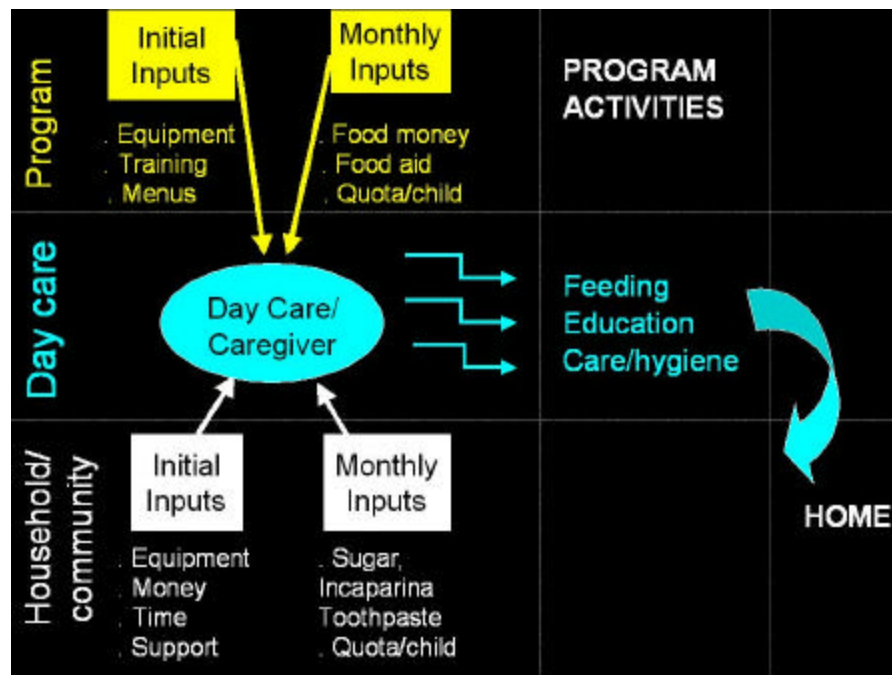 Program
Initial
Inputs
Monthly
Inputs
PROGRAM
ACTIVITIES
. Equipment
. Training
. Menus
. Food money
. Food aid
. Quota/child
Day care
Day Care/
Caregiver
Feeding
Education
Care/hygiene
Household/
community
Initial
Inputs
Monthly
Inputs
HOME
. Equipment
. Money
. Time
. Support
. Sugar,
Incaparina
Toothpaste
. Quota/child